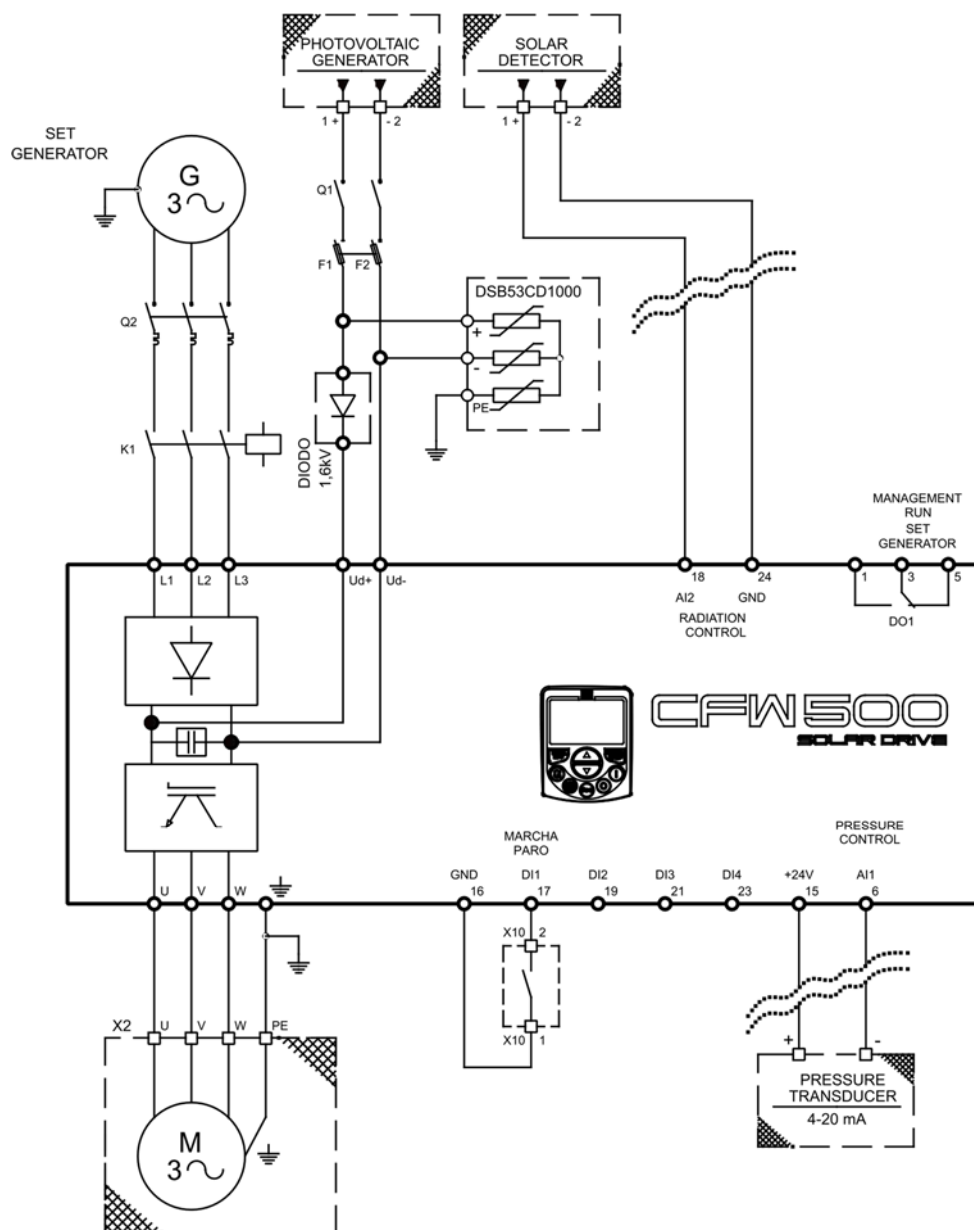 PHOTOVOLTAIC
GENERATOR
1 +
- 2
SOLAR
DETECTOR
1 +
- 2
SET
GENERATOR
G
3
Q1
F1
F2
Q2
DSB53CD1000
+
-
PE
K1
DIODO
1,6kV
MANAGEMENT
RUN
SET
GENERATOR
L1
L2
L3
Ud+
Ud-
18
24
1
3
5
AI2
GND
DO1
RADIATION
CONTROL
CFW500
SOLAR DRIVE
MARCHA
PARO
PRESSURE
CONTROL
U
V
W
GND
DI1
DI2
DI3
DI4
+24V
AI1
16
17
19
21
23
15
6
X10
2
X10
1
X2
U
V
W
PE
+
-
PRESSURE
TRANSDUCER
4-20 mA
M
3